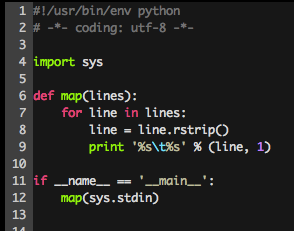 1 #!/usr/bin/env python
2 # -*- coding: utf-8 -*-
3
4 import sys
5
6 def map(lines):
7     for line in lines:
8         line = line.rstrip()
9         print '%s\t%s' % (line, 1)
10
11 if __name__ == '__main__':
12     map(sys.stdin)
13